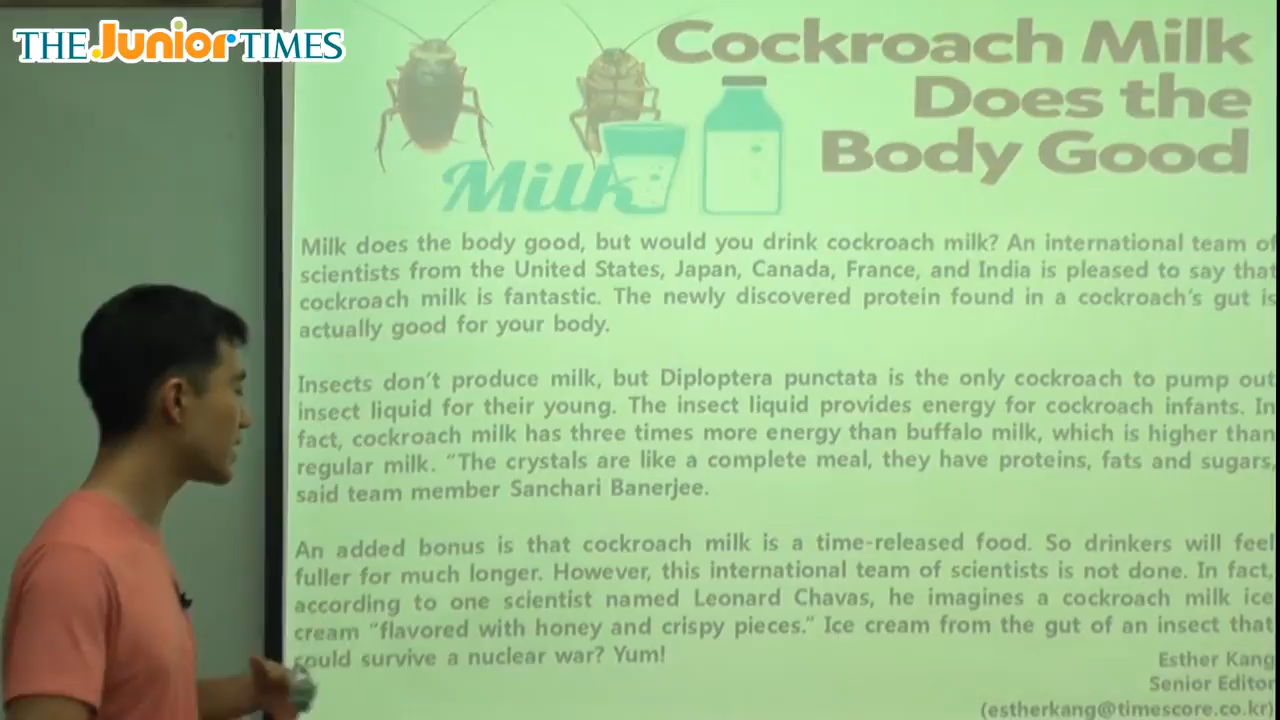 THE Junior TIMES
Cockroach Milk
Does the
Body Good
Milk
Milk does the body good, but would you drink cockroach milk? An international team of
scientists from the United States, Japan, Canada, France, and India is pleased to say that
cockroach milk is fantastic. The newly discovered protein found in a cockroach's gut is
actually good for your body.
Insects don't produce milk, but Diploptera punctata is the only cockroach to pump out
insect liquid for their young. The insect liquid provides energy for cockroach infants. In
fact, cockroach milk has three times more energy than buffalo milk, which is higher than
regular milk. "The crystals are like a complete meal, they have proteins, fats and sugars,
said team member Sanchari Banerjee.
An added bonus is that cockroach milk is a time-released food. So drinkers will feel
fuller for much longer. However, this international team of scientists is not done. In fact,
according to one scientist named Leonard Chavas, he imagines a cockroach milk ice
cream "flavored with honey and crispy pieces." Ice cream from the gut of an insect that
could survive a nuclear war? Yum!
Esther Kang
Senior Editor
(estherkang@timescore.co.kr)